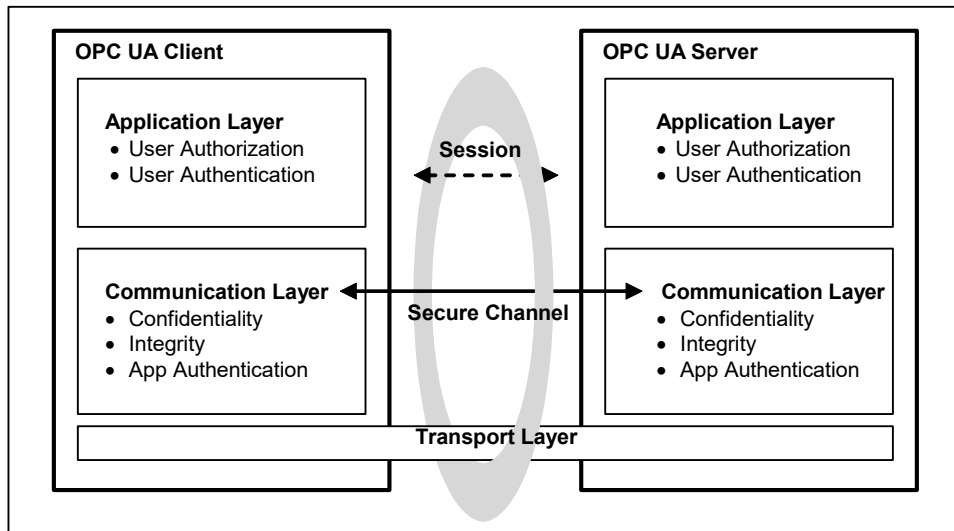 OPC UA Client
Application Layer
• User Authorization
• User Authentication
Communication Layer
• Confidentiality
• Integrity
• App Authentication
Session
Secure Channel
Transport Layer
OPC UA Server
Application Layer
• User Authorization
• User Authentication
Communication Layer
• Confidentiality
• Integrity
• App Authentication